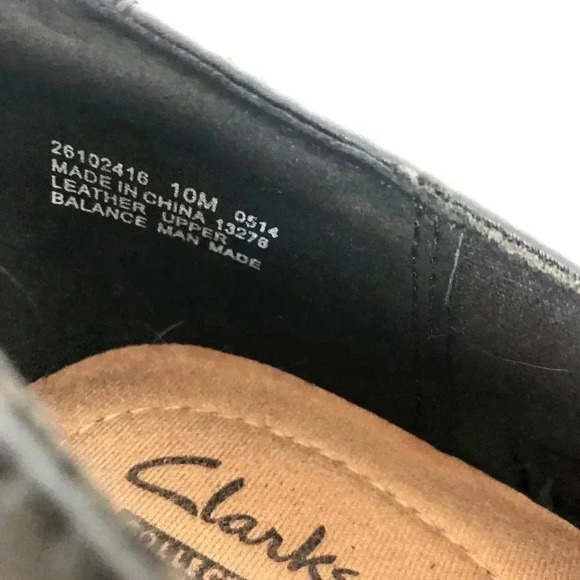 26102416 10M 0514
MADE IN CHINA 13276
LEATHER UPPER
BALANCE MAN MADE
Clarks